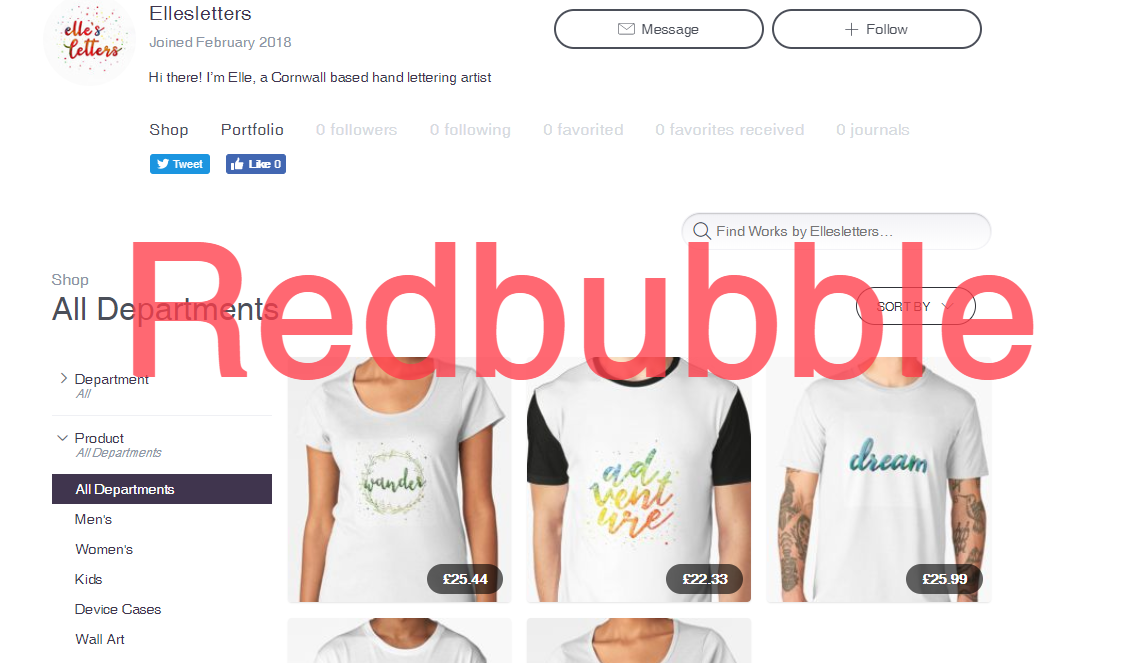 elle's
letters
Ellesletters
Joined February 2018
Hi there! I'm Elle, a Cornwall based hand lettering artist
Message
Follow
Shop
Portfolio
0 followers
0 following
0 favorited
0 favorites received
0 journals
Tweet
Like 0
Find Works by Ellesletters...
Redbubble
Shop
All Departments
SORT BY
Department
All
Product
All Departments
All Departments
Men's
Women's
Kids
Device Cases
Wall Art
wander
£25.44
ad
vent
ure
£22.33
dream
£25.99